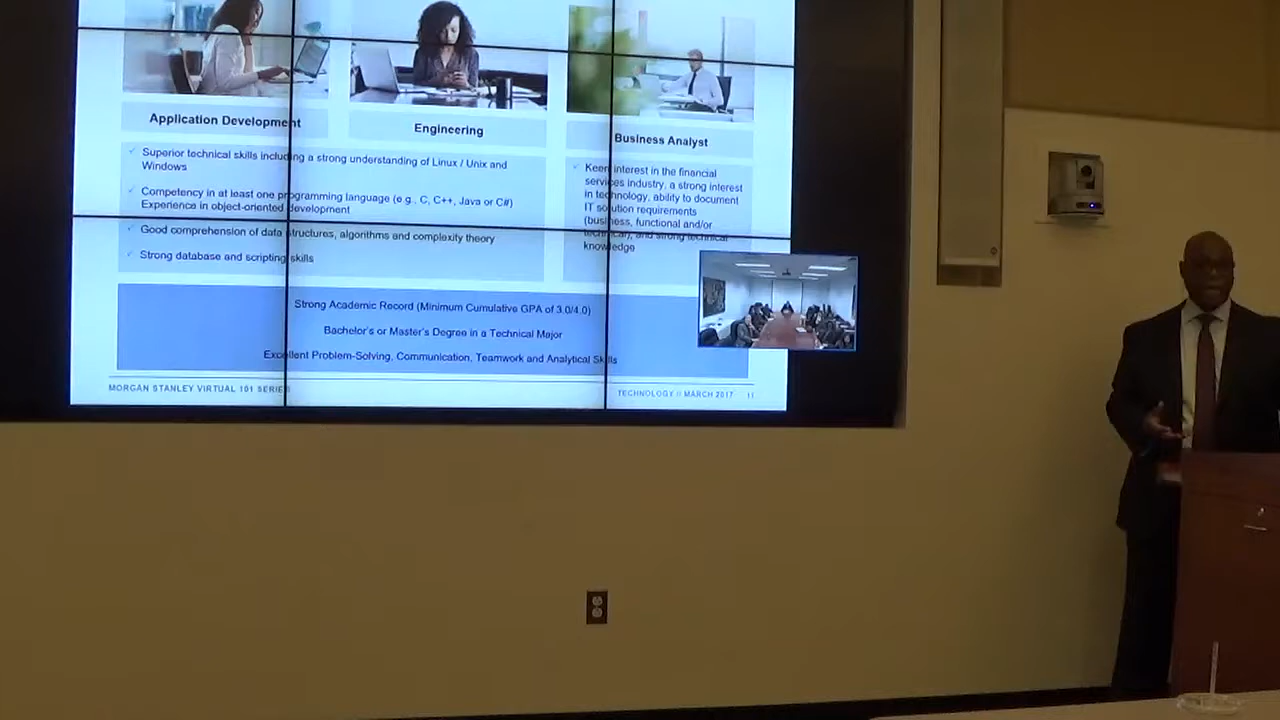 Application Development
Engineering
Business Analyst
Superior technical skills including a strong understanding of Linux / Unix and
Windows
Competency in at least one programming language (e.g., C, C++, Java or C#)
Experience in object-oriented development
Good comprehension of data structures, algorithms and complexity theory
Strong database and scripting skills
Keen interest in the financial
services industry, a strong interest
in technology, ability to document
IT solution requirements
(business, functional and/or
technical), and strong technical
knowledge
Strong Academic Record (Minimum Cumulative GPA of 3.0/4.0)
Bachelor's or Master's Degree in a Technical Major
Excellent Problem-Solving, Communication, Teamwork and Analytical Skills
MORGAN STANLEY VIRTUAL 101 SERIES
TECHNOLOGY // MARCH 2017 11